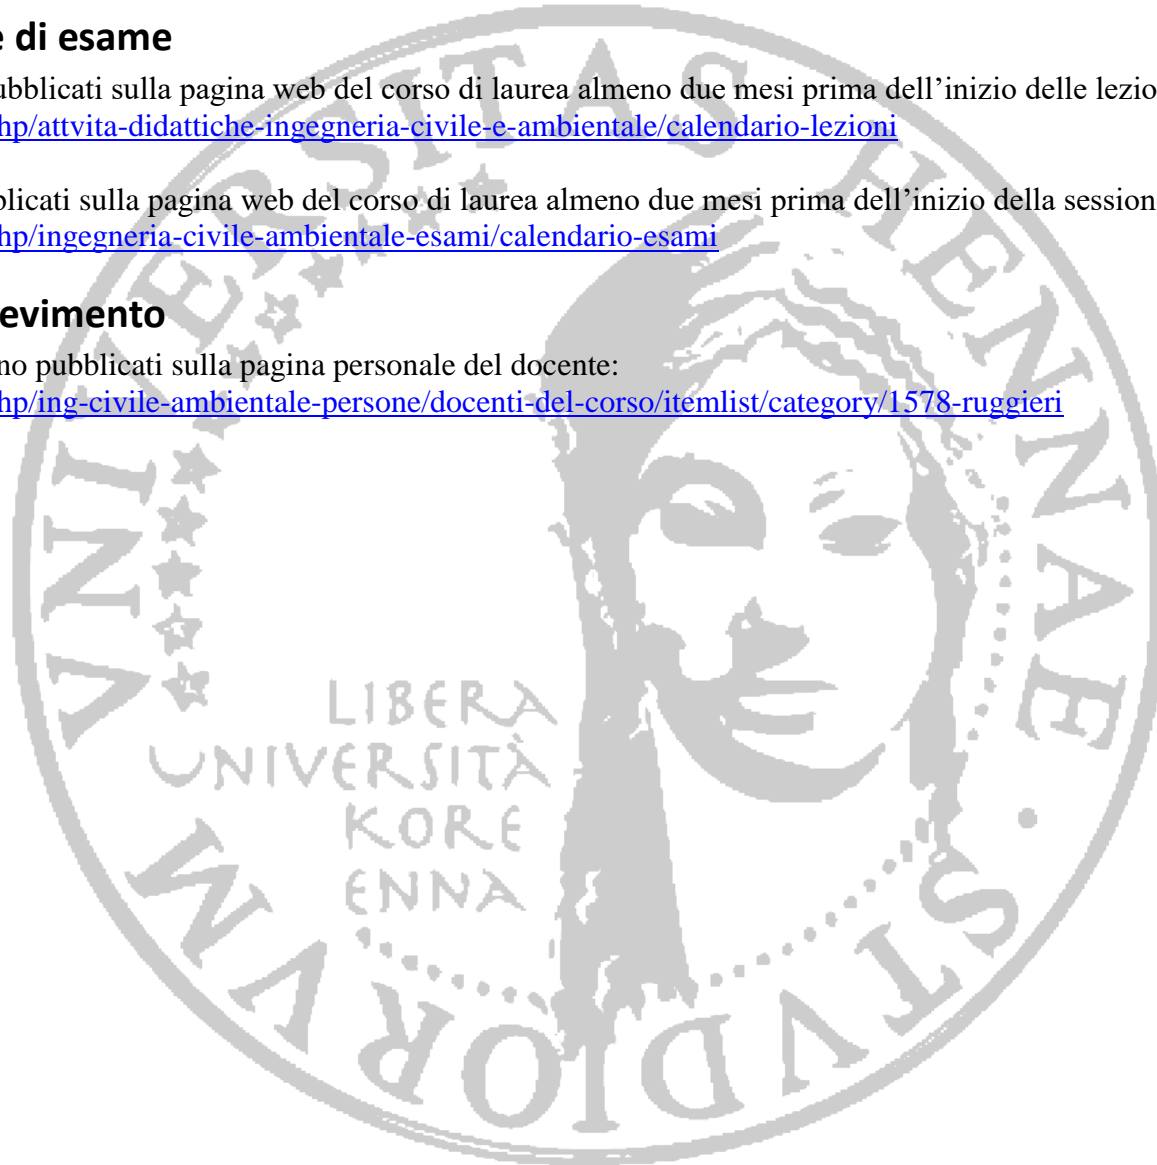 e di esame
ubblicati sulla pagina web del corso di laurea almeno due mesi prima dell’inizio delle lezio
hp/attvita-didattiche-ingegneria-civile-e-ambientale/calendario-lezioni
blicati sulla pagina web del corso di laurea almeno due mesi prima dell’inizio della session
hp/ingegneria-civile-ambientale-esami/calendario-esami
evimento
no pubblicati sulla pagina personale del docente:
hp/ing-civile-ambientale-persone/docenti-del-corso/itemlist/category/1578-ruggieri
VNIVERSITAS HENNAE · STVDIORVM
LIBERA
UNIVERSITÀ
KORE
ENNA